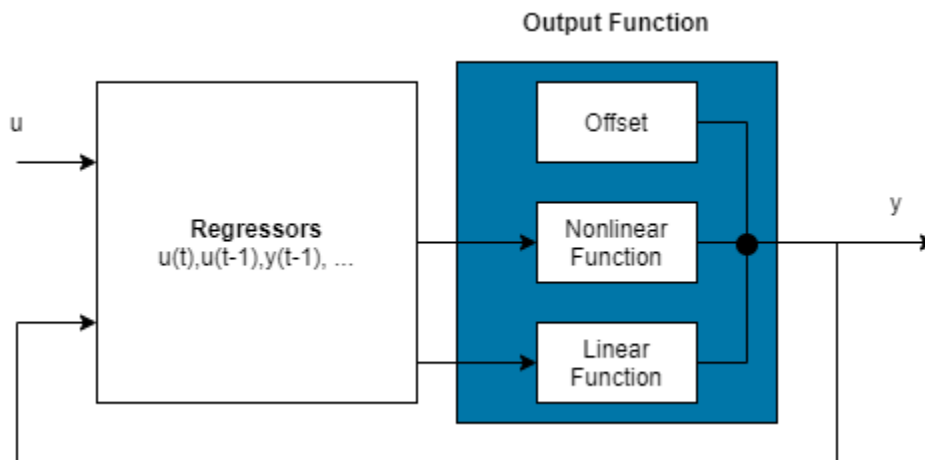 Output Function
u
Offset
Regressors
u(t),u(t-1),y(t-1), ...
Nonlinear
Function
y
Linear
Function